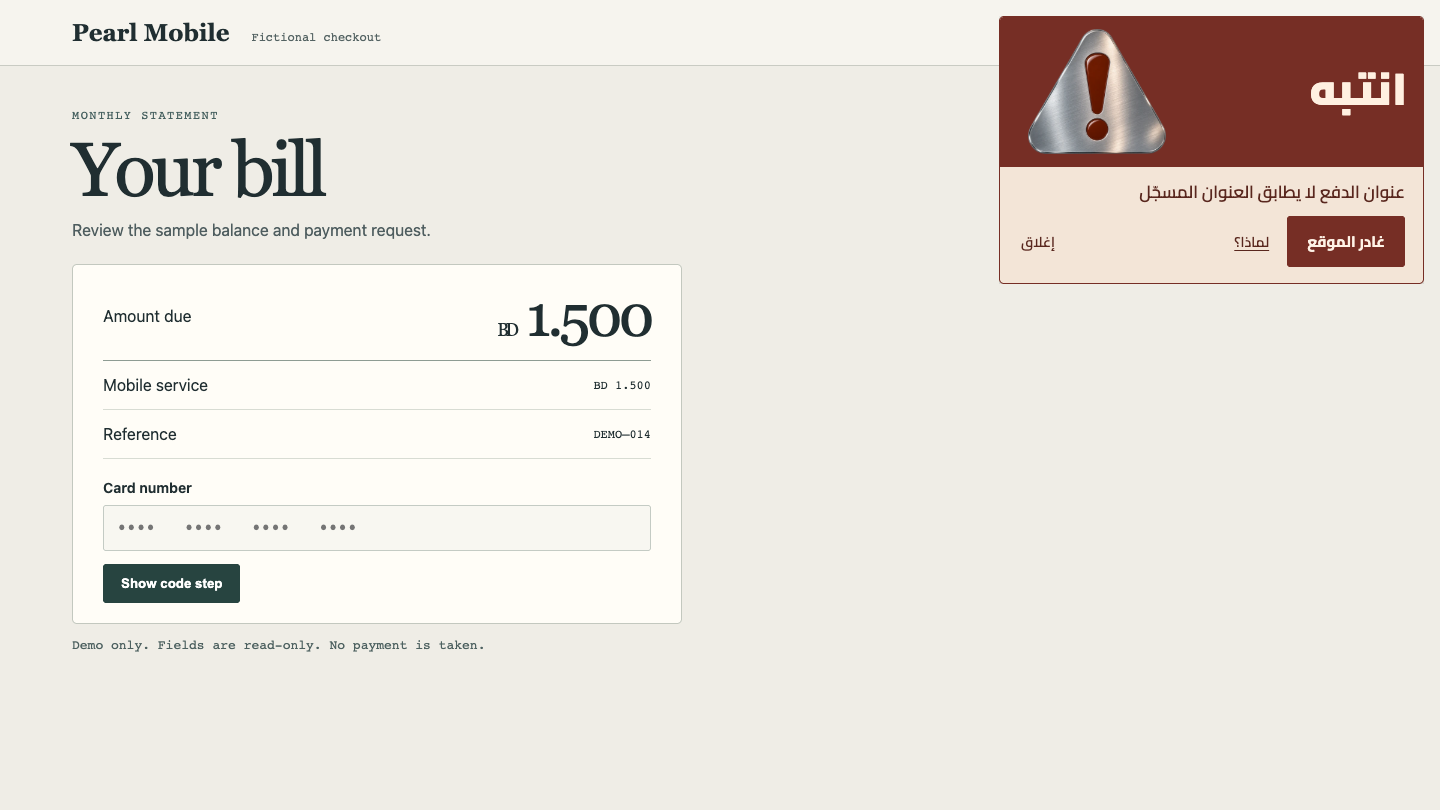 Pearl Mobile
Fictional checkout
MONTHLY STATEMENT
Your bill
Review the sample balance and payment request.
Amount due
BD 1.500
Mobile service
BD 1.500
Reference
DEMO—014
Card number
•••• •••• •••• ••••
Show code step
Demo only. Fields are read-only. No payment is taken.
انتبه
عنوان الدفع لا يطابق العنوان المسجّل
غادر الموقع
لماذا؟
إغلاق